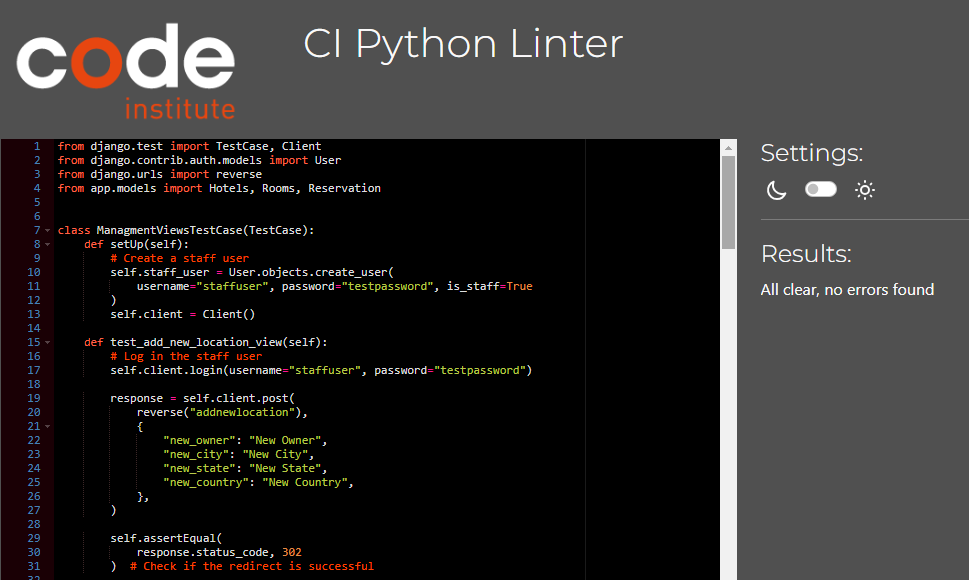 code
institute
CI Python Linter
1 from django.test import TestCase, Client
2 from django.contrib.auth.models import User
3 from django.urls import reverse
4 from app.models import Hotels, Rooms, Reservation
5
6
7 class ManagmentViewsTestCase(TestCase):
8     def setUp(self):
9         # Create a staff user
10         self.staff_user = User.objects.create_user(
11             username="staffuser", password="testpassword", is_staff=True
12         )
13         self.client = Client()
14
15     def test_add_new_location_view(self):
16         # Log in the staff user
17         self.client.login(username="staffuser", password="testpassword")
18
19         response = self.client.post(
20             reverse("addnewlocation"),
21             {
22                 "new_owner": "New Owner",
23                 "new_city": "New City",
24                 "new_state": "New State",
25                 "new_country": "New Country",
26             },
27         )
28
29         self.assertEqual(
30             response.status_code, 302
31         )  # Check if the redirect is successful
32
Settings:
Results:
All clear, no errors found